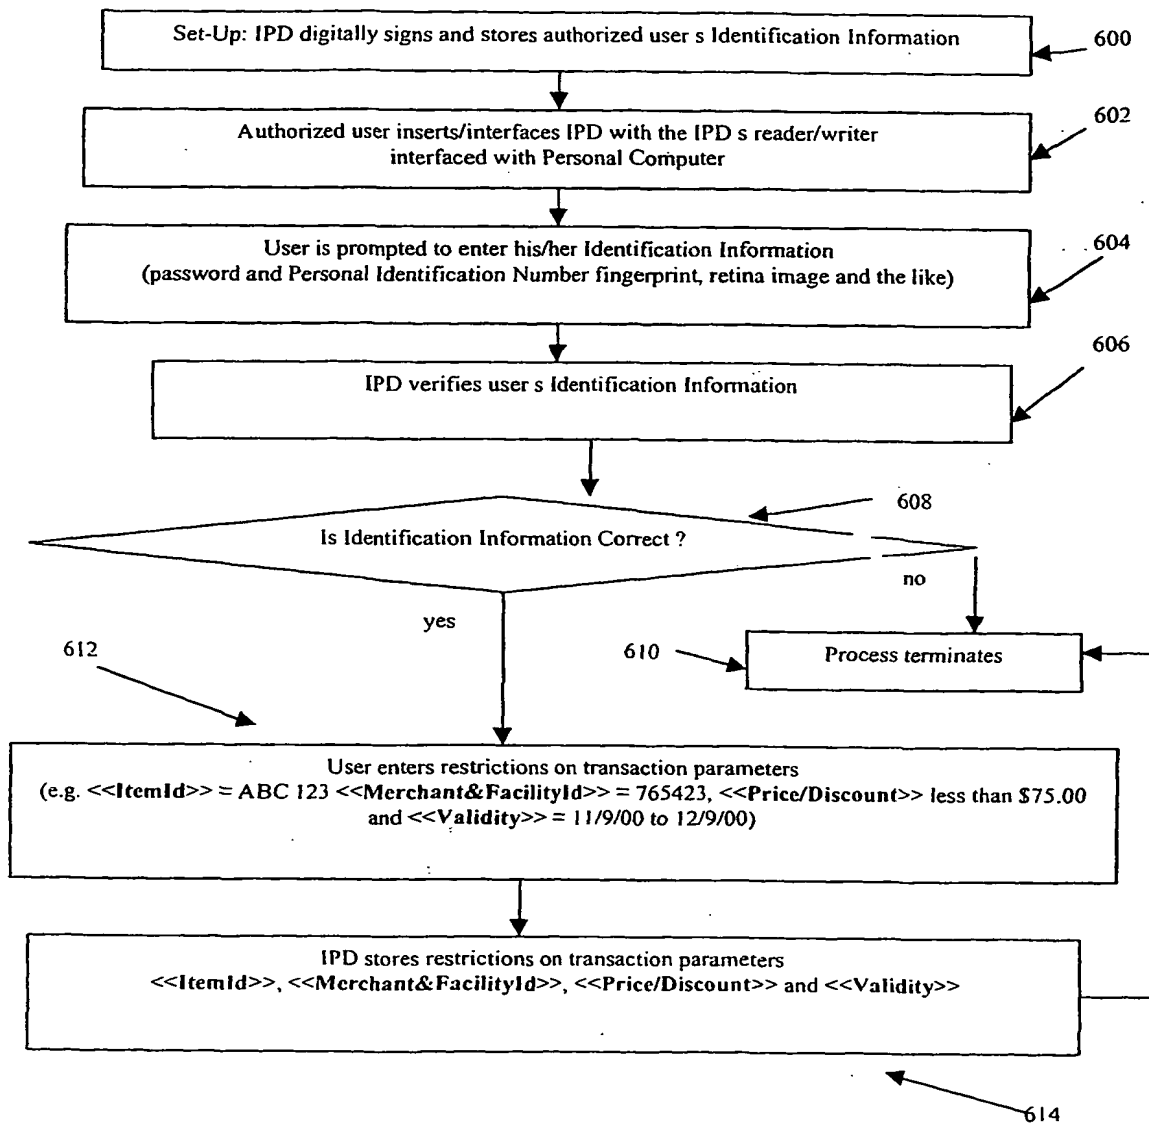 Set-Up: IPD digitally signs and stores authorized user s Identification Information
600
Authorized user inserts/interfaces IPD with the IPD s reader/writer
interfaced with Personal Computer
602
User is prompted to enter his/her Identification Information
(password and Personal Identification Number fingerprint, retina image and the like)
604
IPD verifies user s Identification Information
606
Is Identification Information Correct ?
608
no
yes
612
610
Process terminates
User enters restrictions on transaction parameters
(e.g. <<ItemId>> = ABC 123 <<Merchant&FacilityId>> = 765423, <<Price/Discount>> less than $75.00
and <<Validity>> = 11/9/00 to 12/9/00)
IPD stores restrictions on transaction parameters
<<ItemId>>, <<Merchant&FacilityId>>, <<Price/Discount>> and <<Validity>>
614